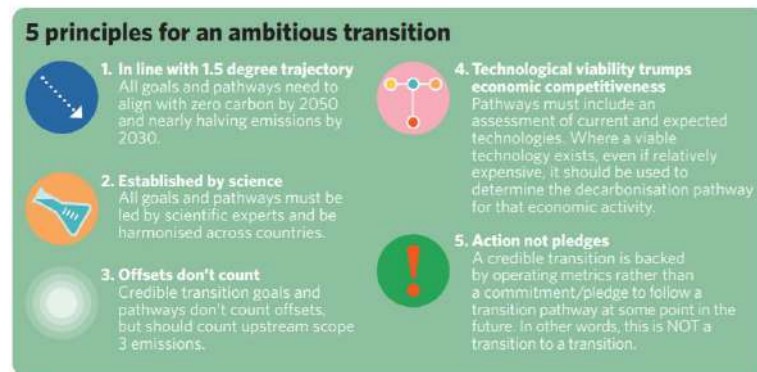 5 principles for an ambitious transition
1. In line with 1.5 degree trajectory
All goals and pathways need to
align with zero carbon by 2050
and nearly halving emissions by
2030.
2. Established by science
All goals and pathways must be
led by scientific experts and be
harmonised across countries.
3. Offsets don't count
Credible transition goals and
pathways don't count offsets,
but should count upstream scope
3 emissions.
4. Technological viability trumps
economic competitiveness
Pathways must include an
assessment of current and expected
technologies. Where a viable
technology exists, even if relatively
expensive, it should be used to
determine the decarbonisation pathway
for that economic activity.
5. Action not pledges
A credible transition is backed
by operating metrics rather than
a commitment/pledge to follow a
transition pathway at some point in the
future. In other words, this is NOT a
transition to a transition.